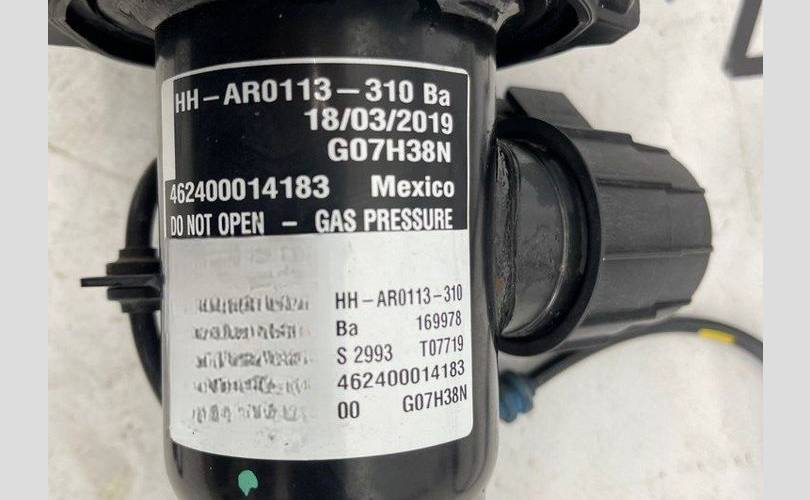 HH-AR0113-310 Ba
18/03/2019
G07H38N
462400014183 Mexico
DO NOT OPEN - GAS PRESSURE
HH-AR0113-310
Ba 169978
S 2993 T07719
462400014183
00 G07H38N